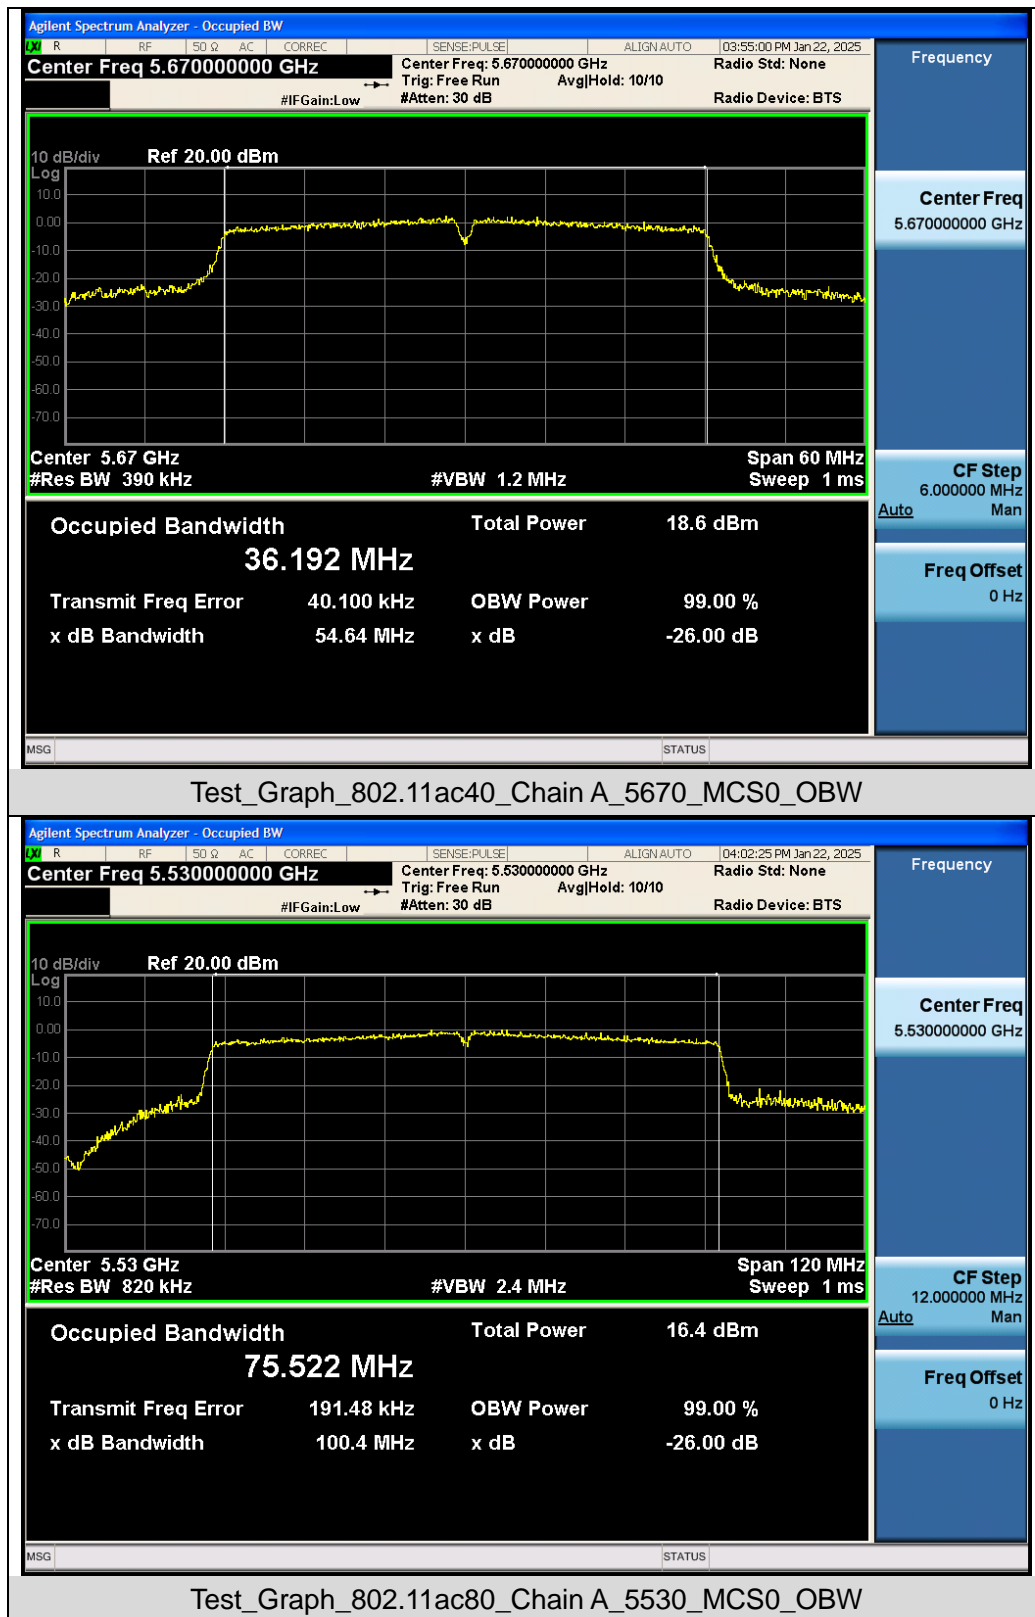 Agilent Spectrum Analyzer - Occupied BW
LXI R RF 50 Ω AC CORREC SENSE:PULSE ALIGN AUTO 03:55:00 PM Jan 22, 2025
Center Freq 5.670000000 GHz Center Freq: 5.670000000 GHz Radio Std: None Frequency
Trig: Free Run Avg|Hold: 10/10
#IFGain:Low #Atten: 30 dB Radio Device: BTS
10 dB/div Ref 20.00 dBm
Log
10.0
Center Freq
5.670000000 GHz
0.00
-10.0
-20.0
-30.0
-40.0
-50.0
-60.0
-70.0
Center 5.67 GHz Span 60 MHz
#Res BW 390 kHz #VBW 1.2 MHz Sweep 1 ms
CF Step
6.000000 MHz
Auto Man
Occupied Bandwidth Total Power 18.6 dBm
36.192 MHz
Freq Offset
0 Hz
Transmit Freq Error 40.100 kHz OBW Power 99.00 %
x dB Bandwidth 54.64 MHz x dB -26.00 dB
MSG STATUS
Test_Graph_802.11ac40_Chain A_5670_MCS0_OBW
Agilent Spectrum Analyzer - Occupied BW
LXI R RF 50 Ω AC CORREC SENSE:PULSE ALIGN AUTO 04:02:25 PM Jan 22, 2025
Center Freq 5.530000000 GHz Center Freq: 5.530000000 GHz Radio Std: None Frequency
Trig: Free Run Avg|Hold: 10/10
#IFGain:Low #Atten: 30 dB Radio Device: BTS
10 dB/div Ref 20.00 dBm
Log
10.0
Center Freq
5.530000000 GHz
0.00
-10.0
-20.0
-30.0
-40.0
-50.0
-60.0
-70.0
Center 5.53 GHz Span 120 MHz
#Res BW 820 kHz #VBW 2.4 MHz Sweep 1 ms
CF Step
12.000000 MHz
Auto Man
Occupied Bandwidth Total Power 16.4 dBm
75.522 MHz
Freq Offset
0 Hz
Transmit Freq Error 191.48 kHz OBW Power 99.00 %
x dB Bandwidth 100.4 MHz x dB -26.00 dB
MSG STATUS
Test_Graph_802.11ac80_Chain A_5530_MCS0_OBW